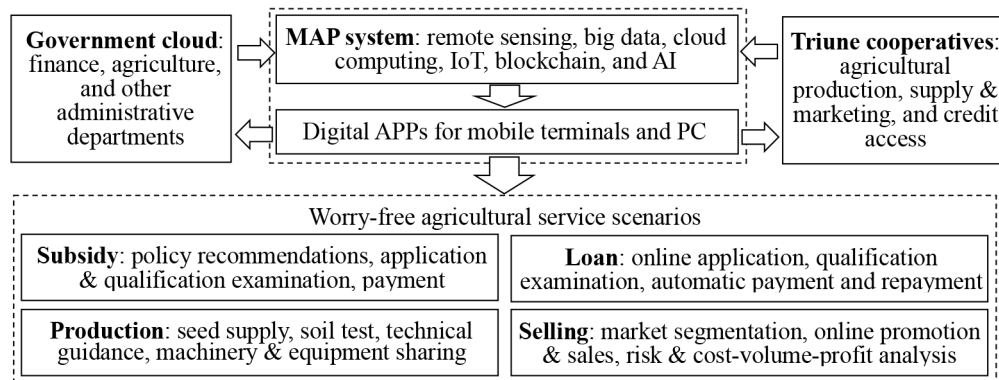 Government cloud:
finance, agriculture,
and other
administrative
departments
MAP system: remote sensing, big data, cloud
computing, IoT, blockchain, and AI
Digital APPs for mobile terminals and PC
Triune cooperatives:
agricultural
production, supply &
marketing, and credit
access
Worry-free agricultural service scenarios
Subsidy: policy recommendations, application
& qualification examination, payment
Loan: online application, qualification
examination, automatic payment and repayment
Production: seed supply, soil test, technical
guidance, machinery & equipment sharing
Selling: market segmentation, online promotion
& sales, risk & cost-volume-profit analysis